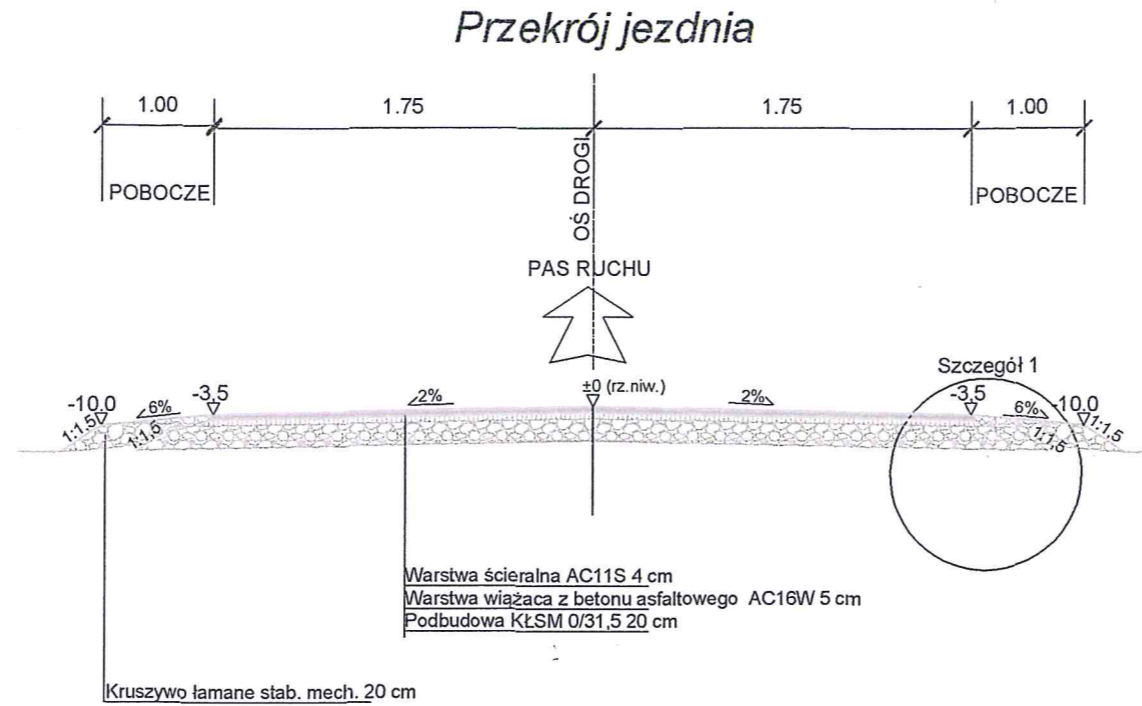 Przekrój jezdnia
1.00 1.75 1.75 1.00
POBOCZE POBOCZE
OŚ DROGI
PAS RUCHU
Szczegół 1
±0 (rz.niw.)
-10,0 6% -3,5 2% 2% -3,5 6% -10,0
1:1,5 1:1,5 1:1,5 1:1,5
Warstwa ścieralna AC11S 4 cm
Warstwa wiążaca z betonu asfaltowego AC16W 5 cm
Podbudowa KŁSM 0/31,5 20 cm
Kruszywo łamane stab. mech. 20 cm